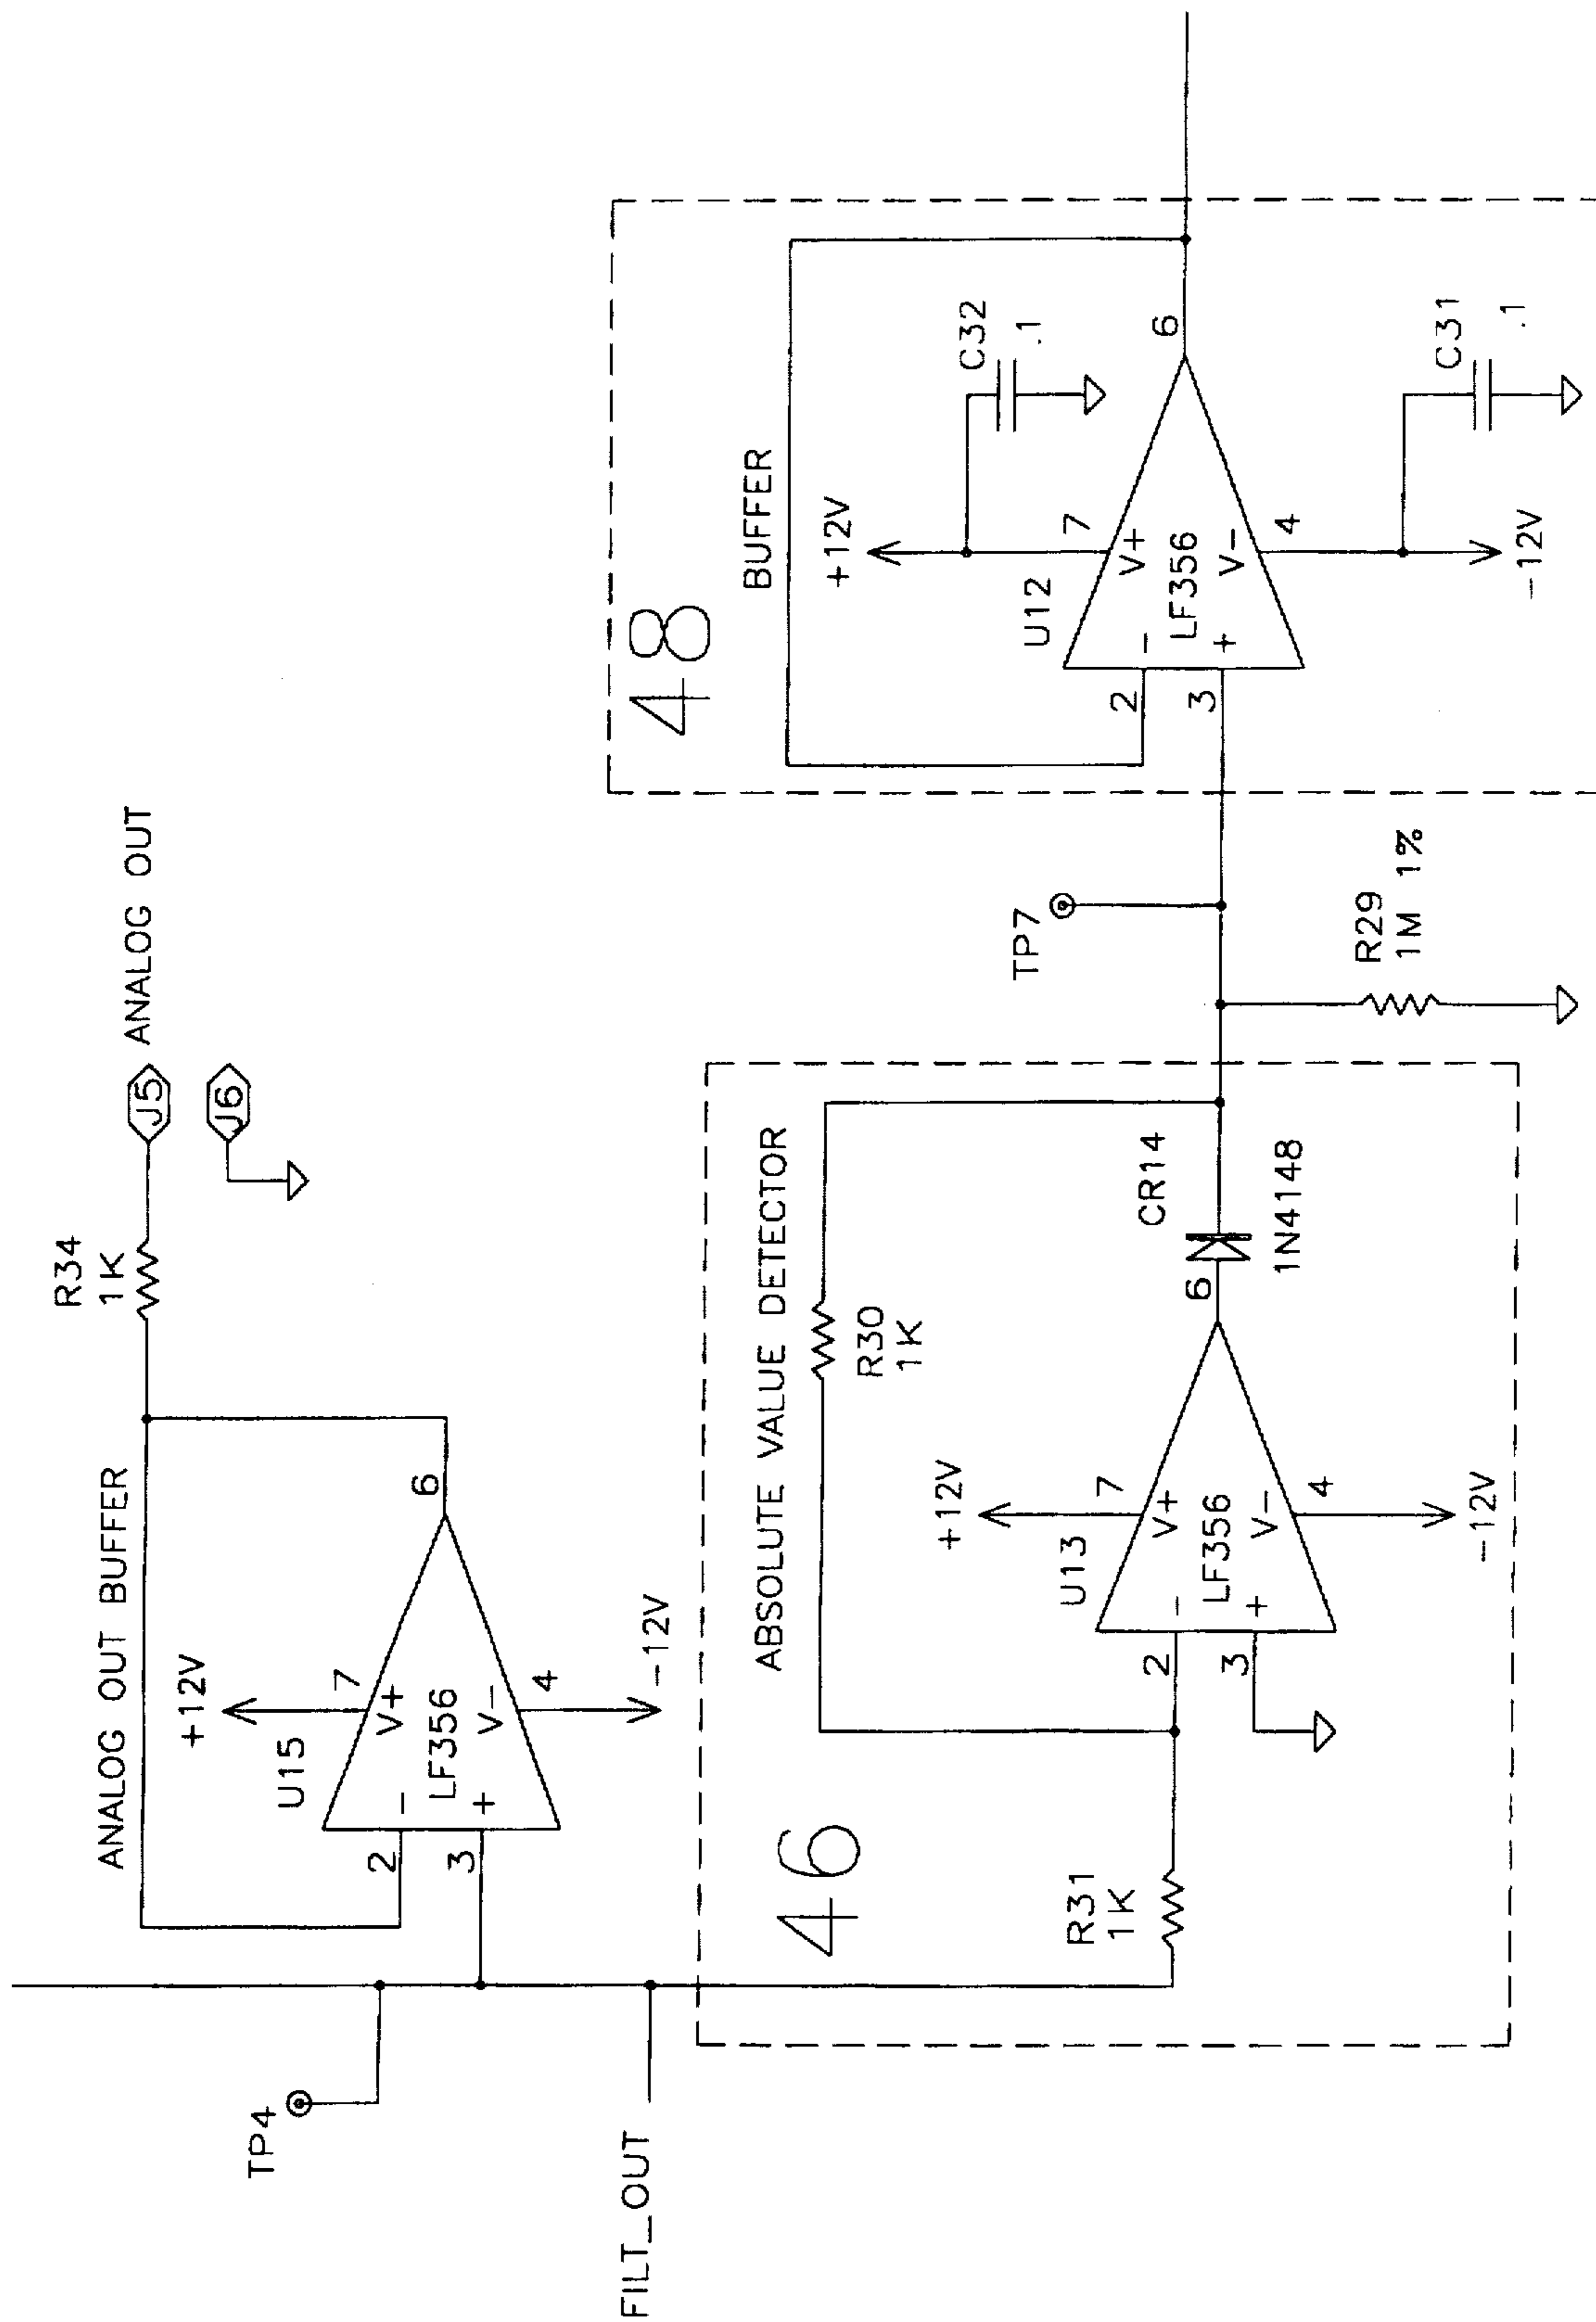 ANALOG OUT BUFFER
R34
1K
J5
ANALOG OUT
J6
+12V
7
U15
V+
2
-
LF356
6
3
+
V-
4
-12V
TP4
FILT_OUT
46
ABSOLUTE VALUE DETECTOR
R30
1K
+12V
7
U13
V+
R31
1K
2
-
LF356
6
CR14
1N4148
3
+
V-
4
-12V
TP7
R29
1M 1%
48
BUFFER
+12V
C32
.1
7
U12
V+
2
-
LF356
6
3
+
V-
4
C31
.1
-12V